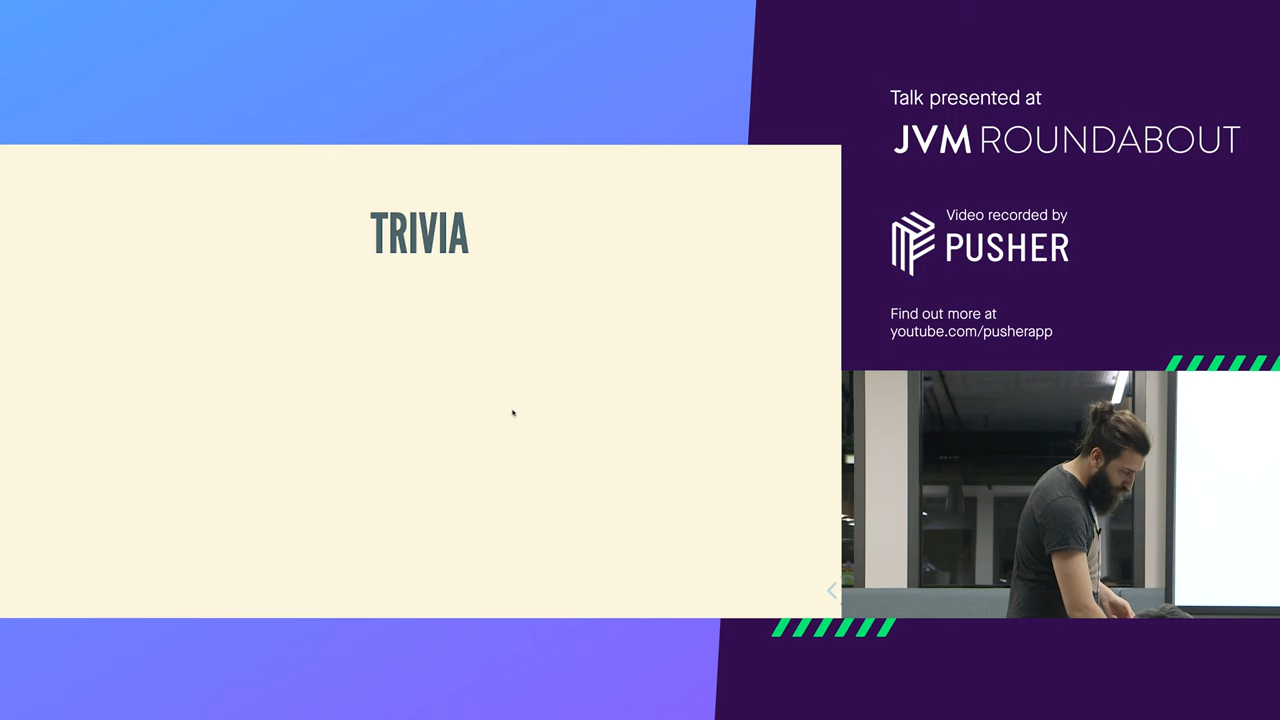 TRIVIA
Talk presented at
JVM ROUNDABOUT
Video recorded by
PUSHER
Find out more at
youtube.com/pusherapp